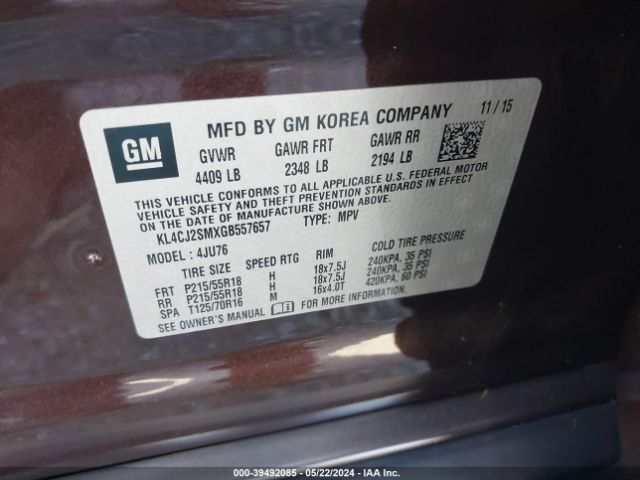 GM
MFD BY GM KOREA COMPANY 11/15
GVWR GAWR FRT GAWR RR
4409 LB 2348 LB 2194 LB
THIS VEHICLE CONFORMS TO ALL APPLICABLE U.S. FEDERAL MOTOR
VEHICLE SAFETY AND THEFT PREVENTION STANDARDS IN EFFECT
ON THE DATE OF MANUFACTURE SHOWN ABOVE.
KL4CJ2SMXGB557657 TYPE: MPV
MODEL: 4JU76
TIRE SIZE SPEED RTG RIM COLD TIRE PRESSURE
FRT P215/55R18 H 18x7.5J 240KPA, 35 PSI
RR P215/55R18 H 18x7.5J 240KPA, 35 PSI
SPA T125/70R16 M 16x4.0T 420KPA, 60 PSI
SEE OWNER'S MANUAL FOR MORE INFORMATION.
000-39492085 - 05/22/2024 - IAA Inc.